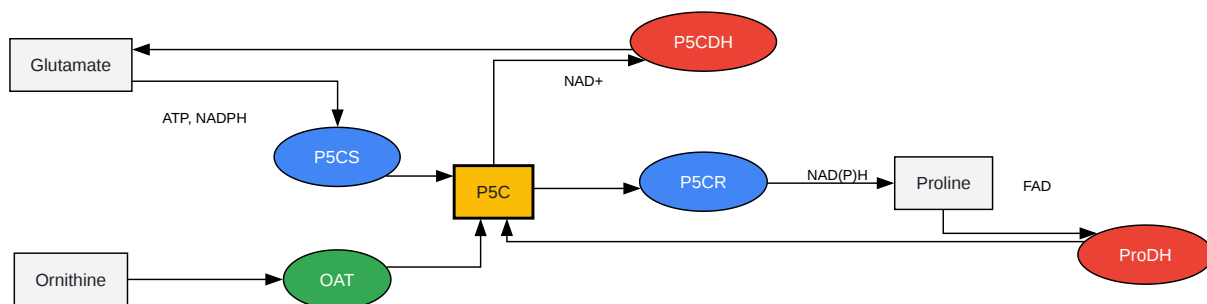 P5CDH
Glutamate
NAD+
ATP, NADPH
P5CS
P5C
P5CR
NAD(P)H
Proline
FAD
Ornithine
OAT
ProDH